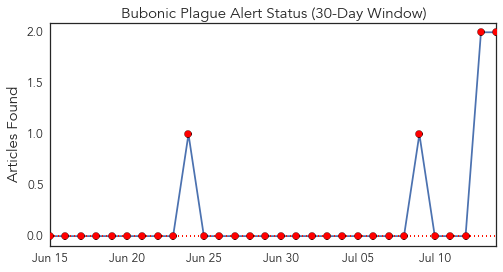 Bubonic Plague Alert Status (30-Day Window)
Articles Found
2.0
1.5
1.0
0.5
0.0
Jun 15 Jun 20 Jun 25 Jun 30 Jul 05 Jul 10